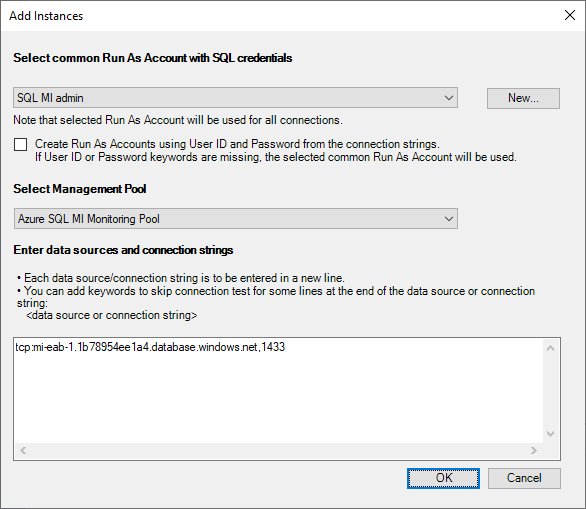 Add Instances
Select common Run As Account with SQL credentials
SQL MI admin
New...
Note that selected Run As Account will be used for all connections.
Create Run As Accounts using User ID and Password from the connection strings.
If User ID or Password keywords are missing, the selected common Run As Account will be used.
Select Management Pool
Azure SQL MI Monitoring Pool
Enter data sources and connection strings
• Each data source/connection string is to be entered in a new line.
• You can add keywords to skip connection test for some lines at the end of the data source or connection
string:
<data source or connection string>
tcp:mi-eab-1.1b78954ee1a4.database.windows.net,1433
OK
Cancel